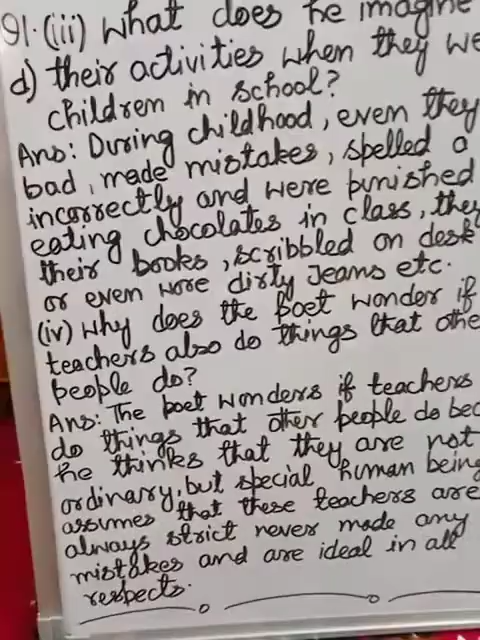 Q1.(iii) What does he imagine
d) their activities when they we
children in school?
Ans: During childhood, even they
bad, made mistakes, spelled a
incorrectly and were punished
eating chocolates in class, they
their books, scribbled on desk
or even wore dirty Jeans etc.
(iv) Why does the poet wonder if
teachers also do things that othe
people do?
Ans: The poet wonders if teachers
do things that other people do bec
he thinks that they are not
ordinary, but special human being
assumes that these teachers are
always strict never made any
mistakes and are ideal in all
respects.